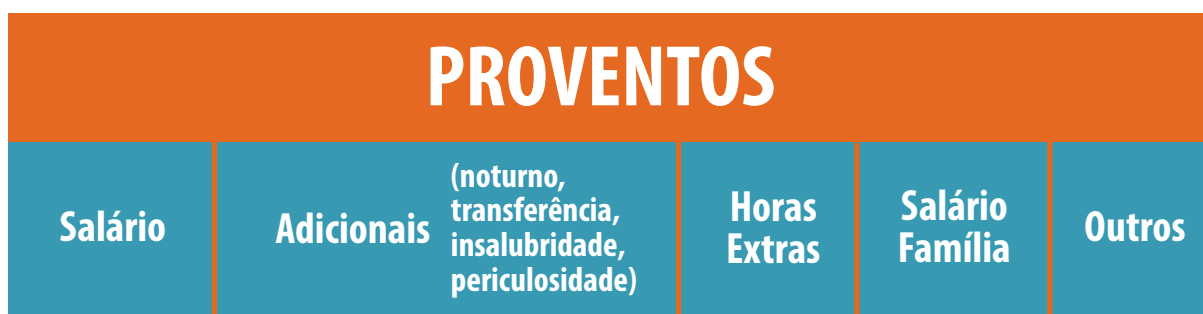 PROVENTOS
Salário
Adicionais
(noturno,
transferência,
insalubridade,
periculosidade)
Horas
Extras
Salário
Família
Outros